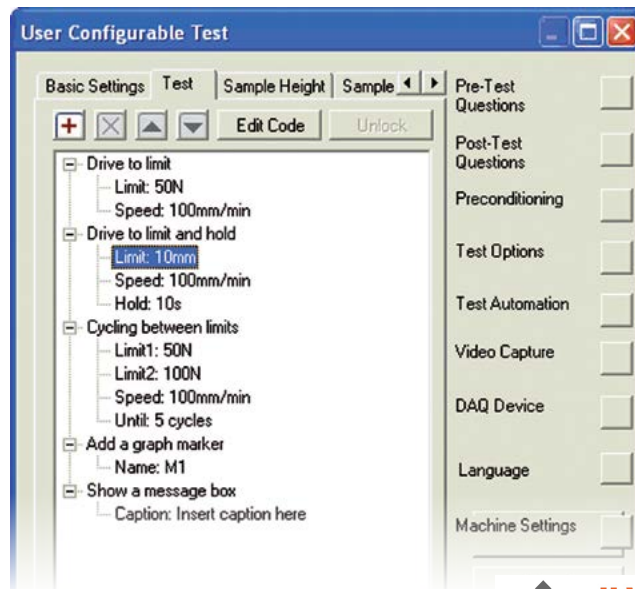 User Configurable Test
Basic Settings Test Sample Height Sample
Edit Code Unlock
Drive to limit
Limit: 50N
Speed: 100mm/min
Drive to limit and hold
Limit: 10mm
Speed: 100mm/min
Hold: 10s
Cycling between limits
Limit1: 50N
Limit2: 100N
Speed: 100mm/min
Until: 5 cycles
Add a graph marker
Name: M1
Show a message box
Caption: Insert caption here
Pre-Test
Questions
Post-Test
Questions
Preconditioning
Test Options
Test Automation
Video Capture
DAQ Device
Language
Machine Settings